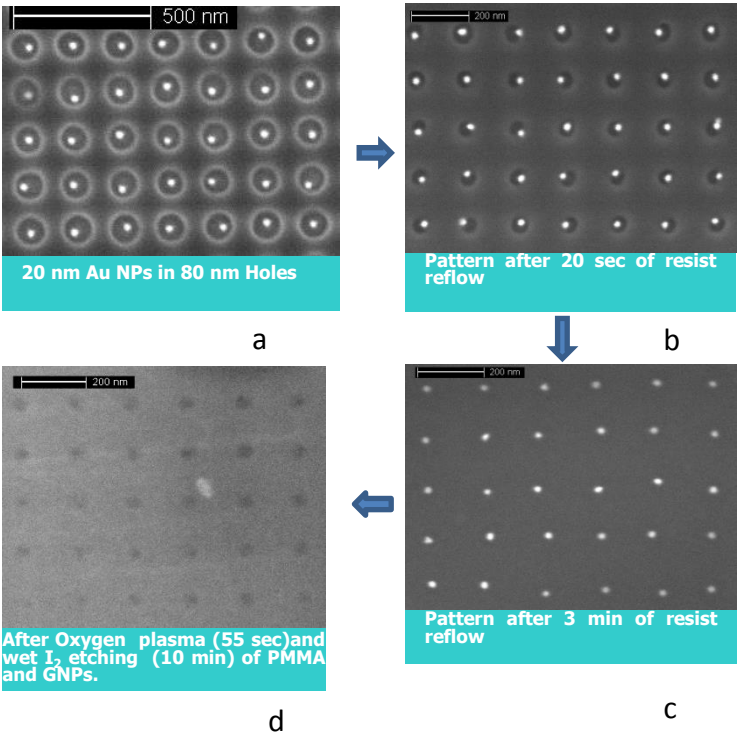 500 nm
20 nm Au NPs in 80 nm Holes
a
200 nm
Pattern after 20 sec of resist
reflow
b
200 nm
After Oxygen plasma (55 sec)and
wet I₂ etching (10 min) of PMMA
and GNPs.
d
200 nm
Pattern after 3 min of resist
reflow
c